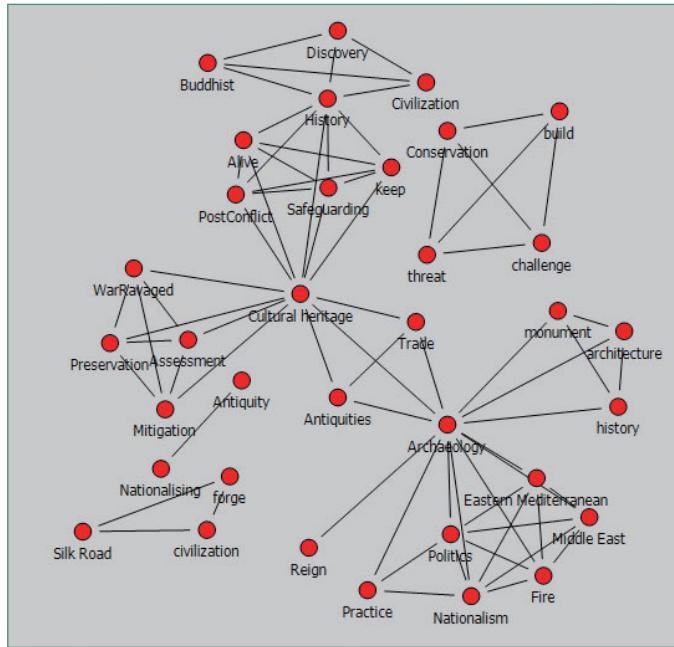 Discovery
Buddhist
Civilization
History
build
Conservation
Alive
keep
PostConflict
Safeguarding
threat
challenge
WarRavaged
Cultural heritage
monument
Trade
architecture
Preservation
Assessment
Antiquity
Mitigation
Antiquities
history
Archaeology
Nationalising
forge
Eastern Mediterranean
Silk Road
civilization
Middle East
Politics
Reign
Fire
Practice
Nationalism